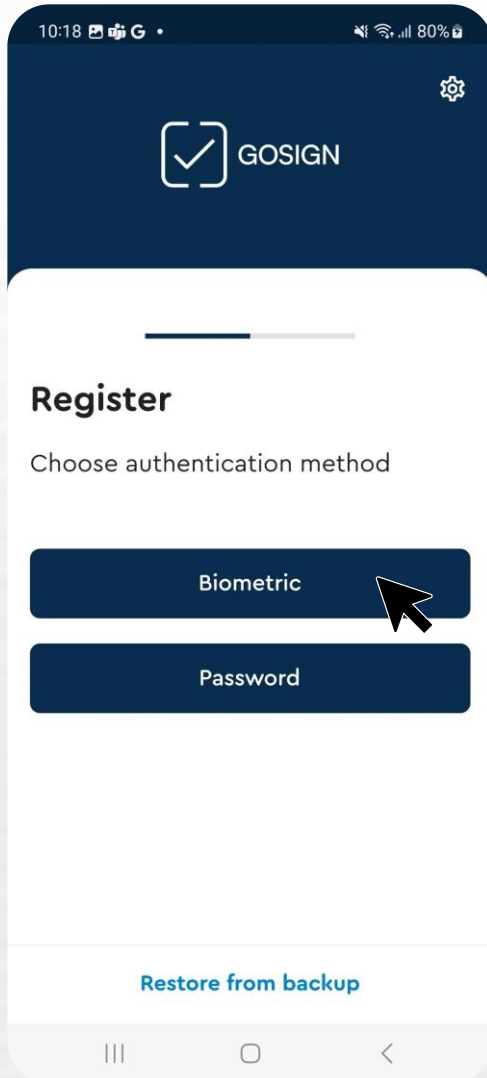 10:18 G 80%
GOSIGN
Register
Choose authentication method
Biometric
Password
Restore from backup